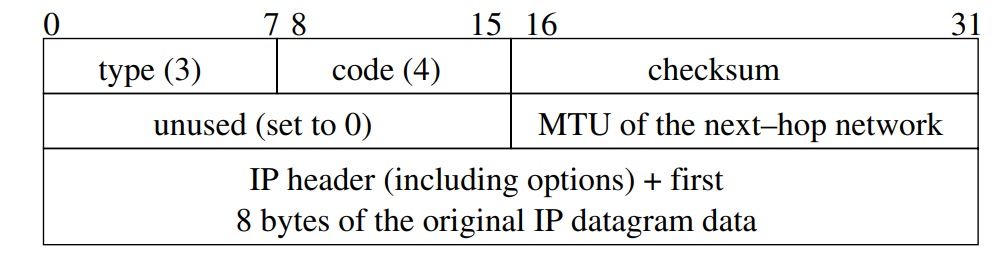 0 7 8 15 16 31
type (3) code (4) checksum
unused (set to 0) MTU of the next–hop network
IP header (including options) + first
8 bytes of the original IP datagram data